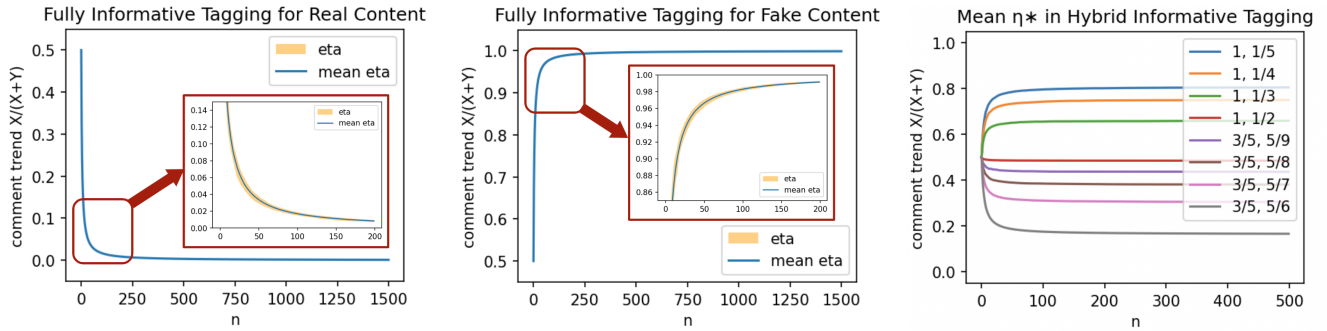 Fully Informative Tagging for Real Content
comment trend X/(X+Y)
0.5
0.4
0.3
0.2
0.1
0.0
eta
mean eta
0.14
0.12
0.10
0.08
0.06
0.04
0.02
0.00
eta
mean eta
0 50 100 150 200
0 250 500 750 1000 1250 1500
n
Fully Informative Tagging for Fake Content
comment trend X/(X+Y)
1.0
0.9
0.8
0.7
0.6
0.5
1.00
0.98
0.96
0.94
0.92
0.90
0.88
0.86
eta
mean eta
0 50 100 150 200
eta
mean eta
0 250 500 750 1000 1250 1500
n
Mean η∗ in Hybrid Informative Tagging
comment trend X/(X+Y)
1.0
0.8
0.6
0.4
0.2
0.0
1, 1/5
1, 1/4
1, 1/3
1, 1/2
3/5, 5/9
3/5, 5/8
3/5, 5/7
3/5, 5/6
0 100 200 300 400 500
n